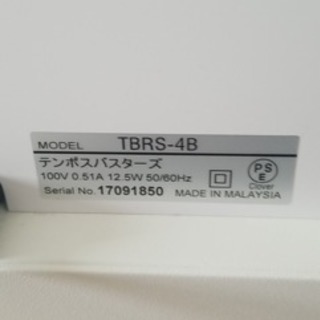 MODEL TBRS-4B
テンポスバスターズ
100V 0.51A 12.5W 50/60Hz
Serial No. 17091850
PS
E
Clover
MADE IN MALAYSIA